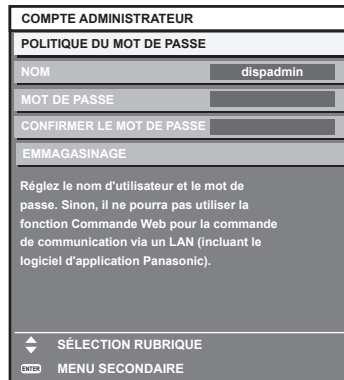 COMPTE ADMINISTRATEUR
POLITIQUE DU MOT DE PASSE
NOM dispadmin
MOT DE PASSE
CONFIRMER LE MOT DE PASSE
EMMAGASINAGE
Réglez le nom d'utilisateur et le mot de
passe. Sinon, il ne pourra pas utiliser la
fonction Commande Web pour la commande
de communication via un LAN (incluant le
logiciel d'application Panasonic).
SÉLECTION RUBRIQUE
ENTER MENU SECONDAIRE